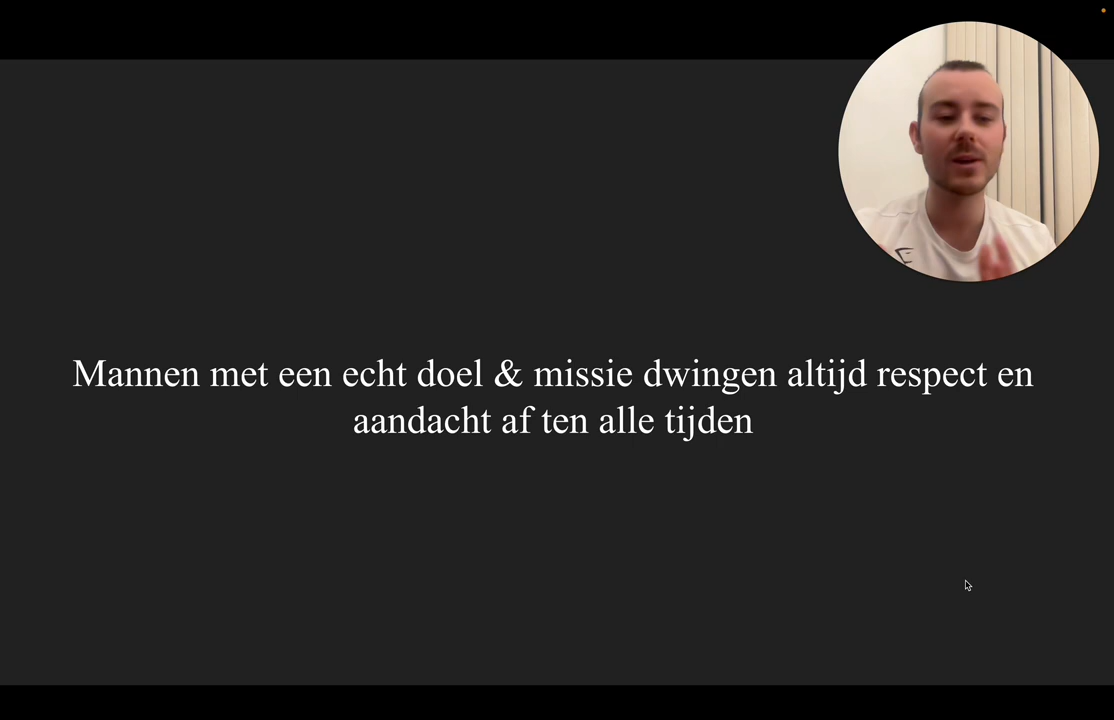 Mannen met een echt doel & missie dwingen altijd respect en
aandacht af ten alle tijden